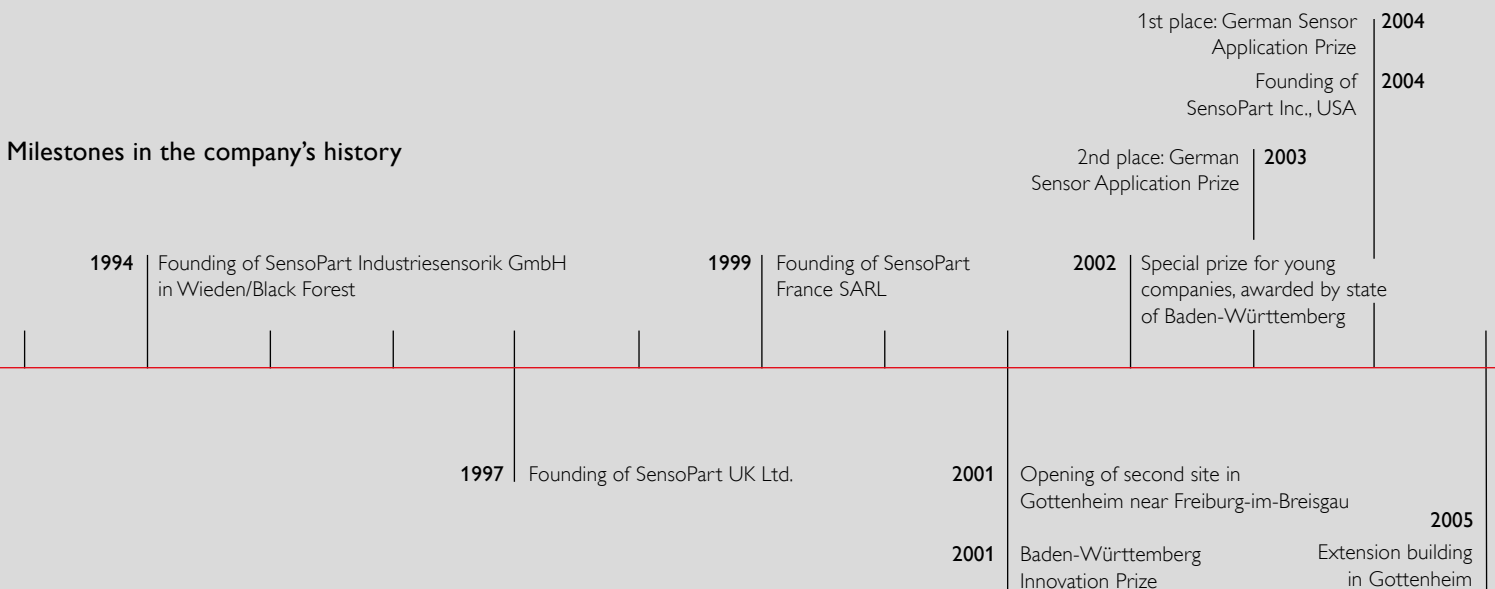 Milestones in the company’s history
1994
Founding of SensoPart Industriesensorik GmbH
in Wieden/Black Forest
1997
Founding of SensoPart UK Ltd.
1999
Founding of SensoPart
France SARL
2001
Opening of second site in
Gottenheim near Freiburg-im-Breisgau
2001
Baden-Württemberg
Innovation Prize
2002
Special prize for young
companies, awarded by state
of Baden-Württemberg
2nd place: German
Sensor Application Prize
2003
1st place: German Sensor
Application Prize
2004
Founding of
SensoPart Inc., USA
2004
2005
Extension building
in Gottenheim